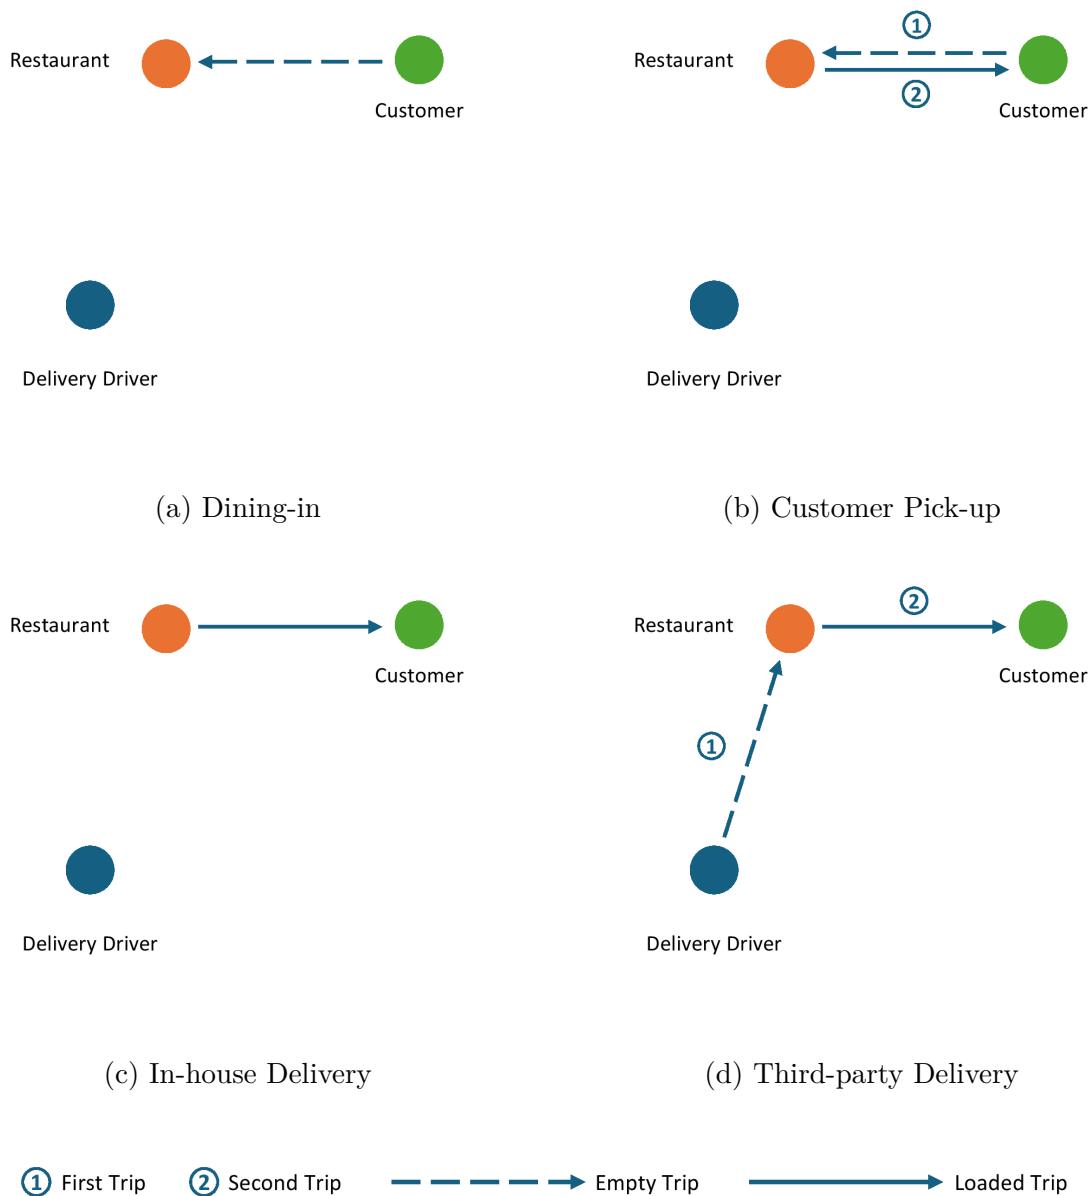 Restaurant
Customer
Delivery Driver
(a) Dining-in
1
Restaurant
2
Customer
Delivery Driver
(b) Customer Pick-up
Restaurant
Customer
Delivery Driver
(c) In-house Delivery
2
Restaurant
Customer
1
Delivery Driver
(d) Third-party Delivery
1 First Trip 2 Second Trip Empty Trip Loaded Trip